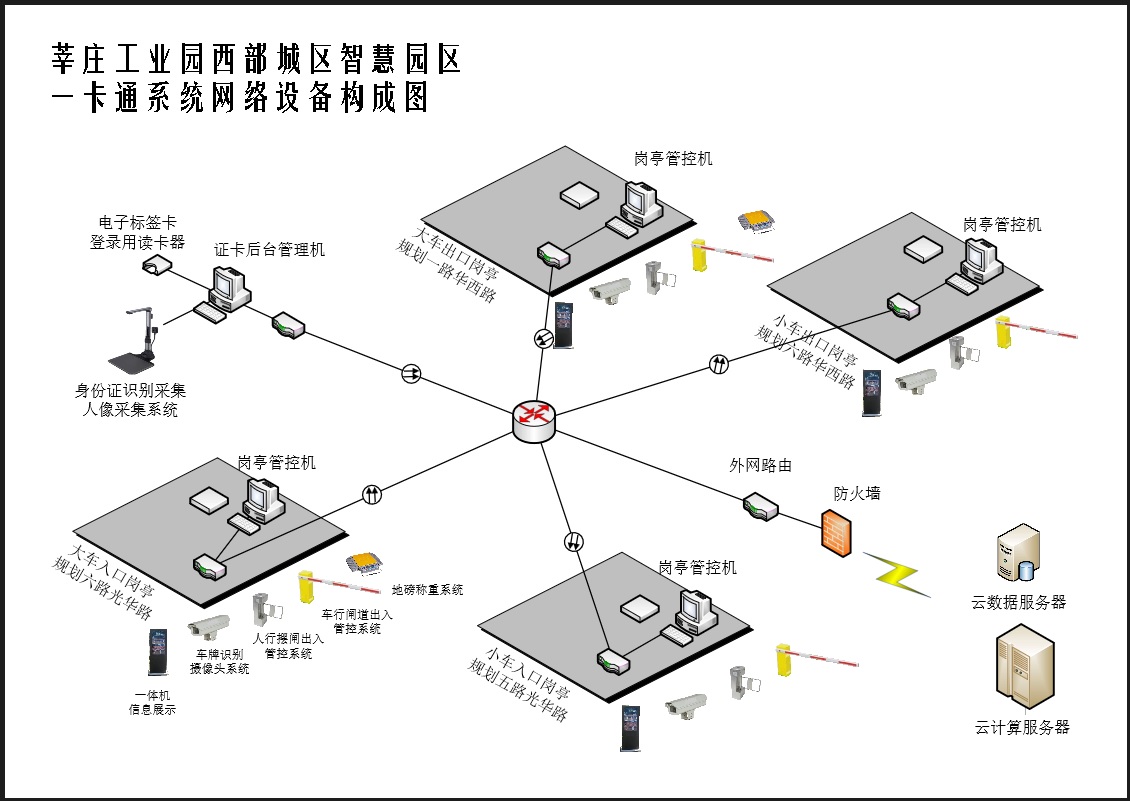 莘庄工业园西部城区智慧园区
一卡通系统网络设备构成图
岗亭管控机
大车出口岗亭
规划一路华西路
岗亭管控机
小车出口岗亭
规划六路华西路
电子标签卡
登录用读卡器
证卡后台管理机
身份证识别采集
人像采集系统
岗亭管控机
大车入口岗亭
规划六路光华路
地磅称重系统
车行闸道出入
管控系统
人行摆闸出入
管控系统
车牌识别
摄像头系统
一体机
信息展示
外网路由
防火墙
岗亭管控机
小车入口岗亭
规划五路光华路
云数据服务器
云计算服务器